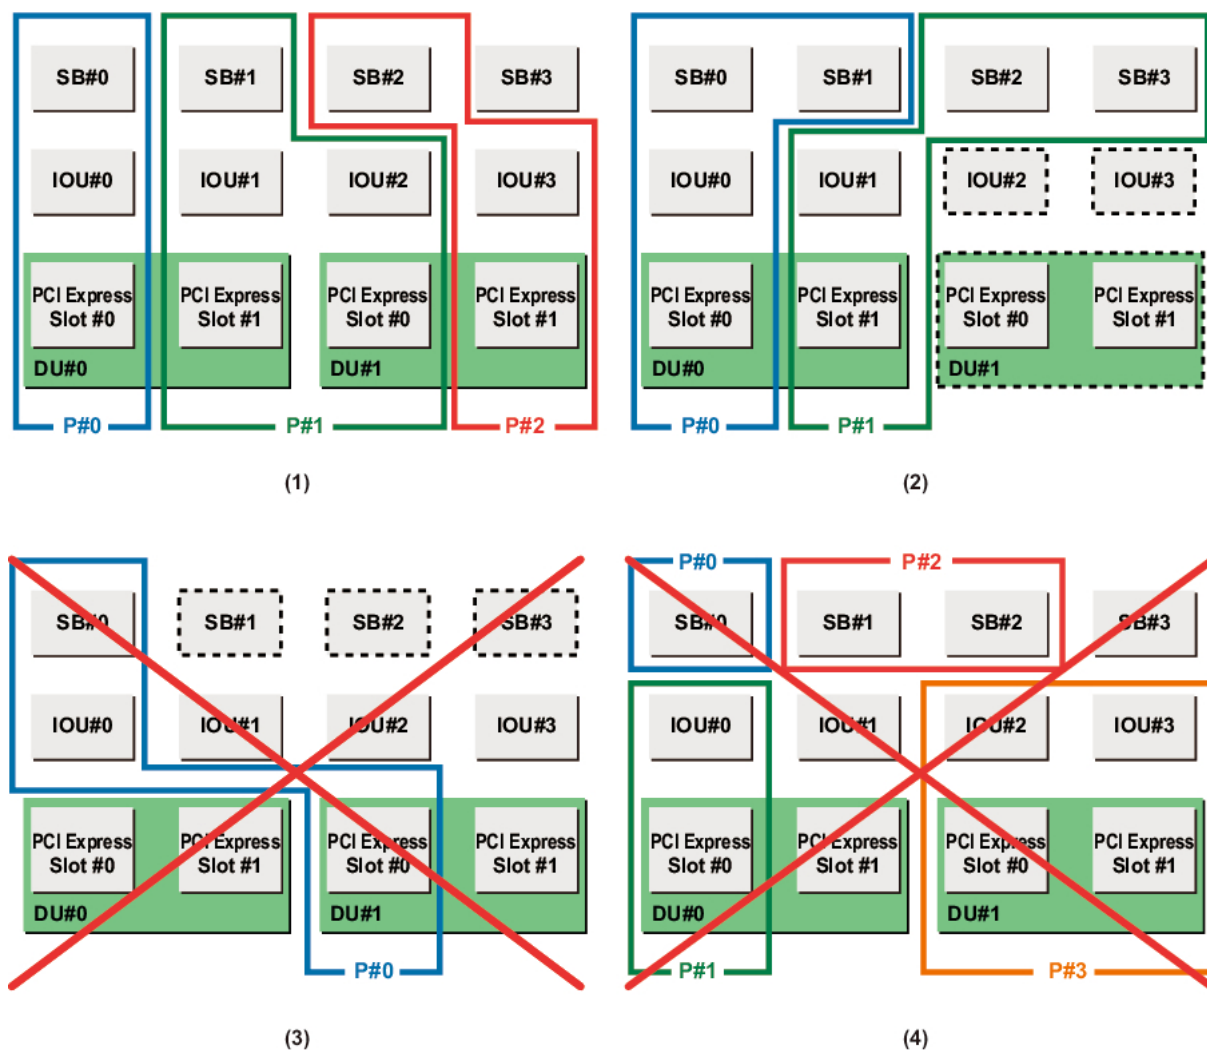 SB#0 SB#1 SB#2 SB#3
IOU#0 IOU#1 IOU#2 IOU#3
PCI Express PCI Express PCI Express PCI Express
Slot #0 Slot #1 Slot #0 Slot #1
DU#0 DU#1
P#0 P#1 P#2
(1)
SB#0 SB#1 SB#2 SB#3
IOU#0 IOU#1 IOU#2 IOU#3
PCI Express PCI Express PCI Express PCI Express
Slot #0 Slot #1 Slot #0 Slot #1
DU#0 DU#1
P#0 P#1
(2)
SB#0 SB#1 SB#2 SB#3
IOU#0 IOU#1 IOU#2 IOU#3
PCI Express PCI Express PCI Express PCI Express
Slot #0 Slot #1 Slot #0 Slot #1
DU#0 DU#1
P#0
(3)
P#0 P#2
SB#0 SB#1 SB#2 SB#3
IOU#0 IOU#1 IOU#2 IOU#3
PCI Express PCI Express PCI Express PCI Express
Slot #0 Slot #1 Slot #0 Slot #1
DU#0 DU#1
P#1 P#3
(4)